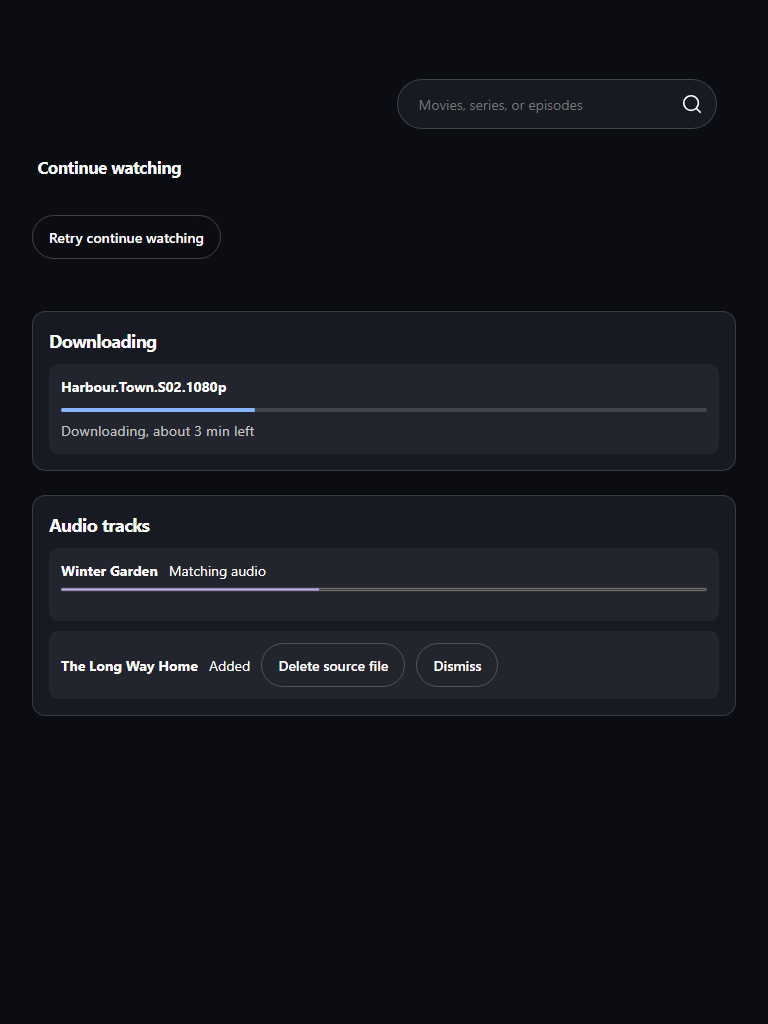 Movies, series, or episodes
Continue watching
Retry continue watching
Downloading
Harbour.Town.S02.1080p
Downloading, about 3 min left
Audio tracks
Winter Garden Matching audio
The Long Way Home Added Delete source file Dismiss